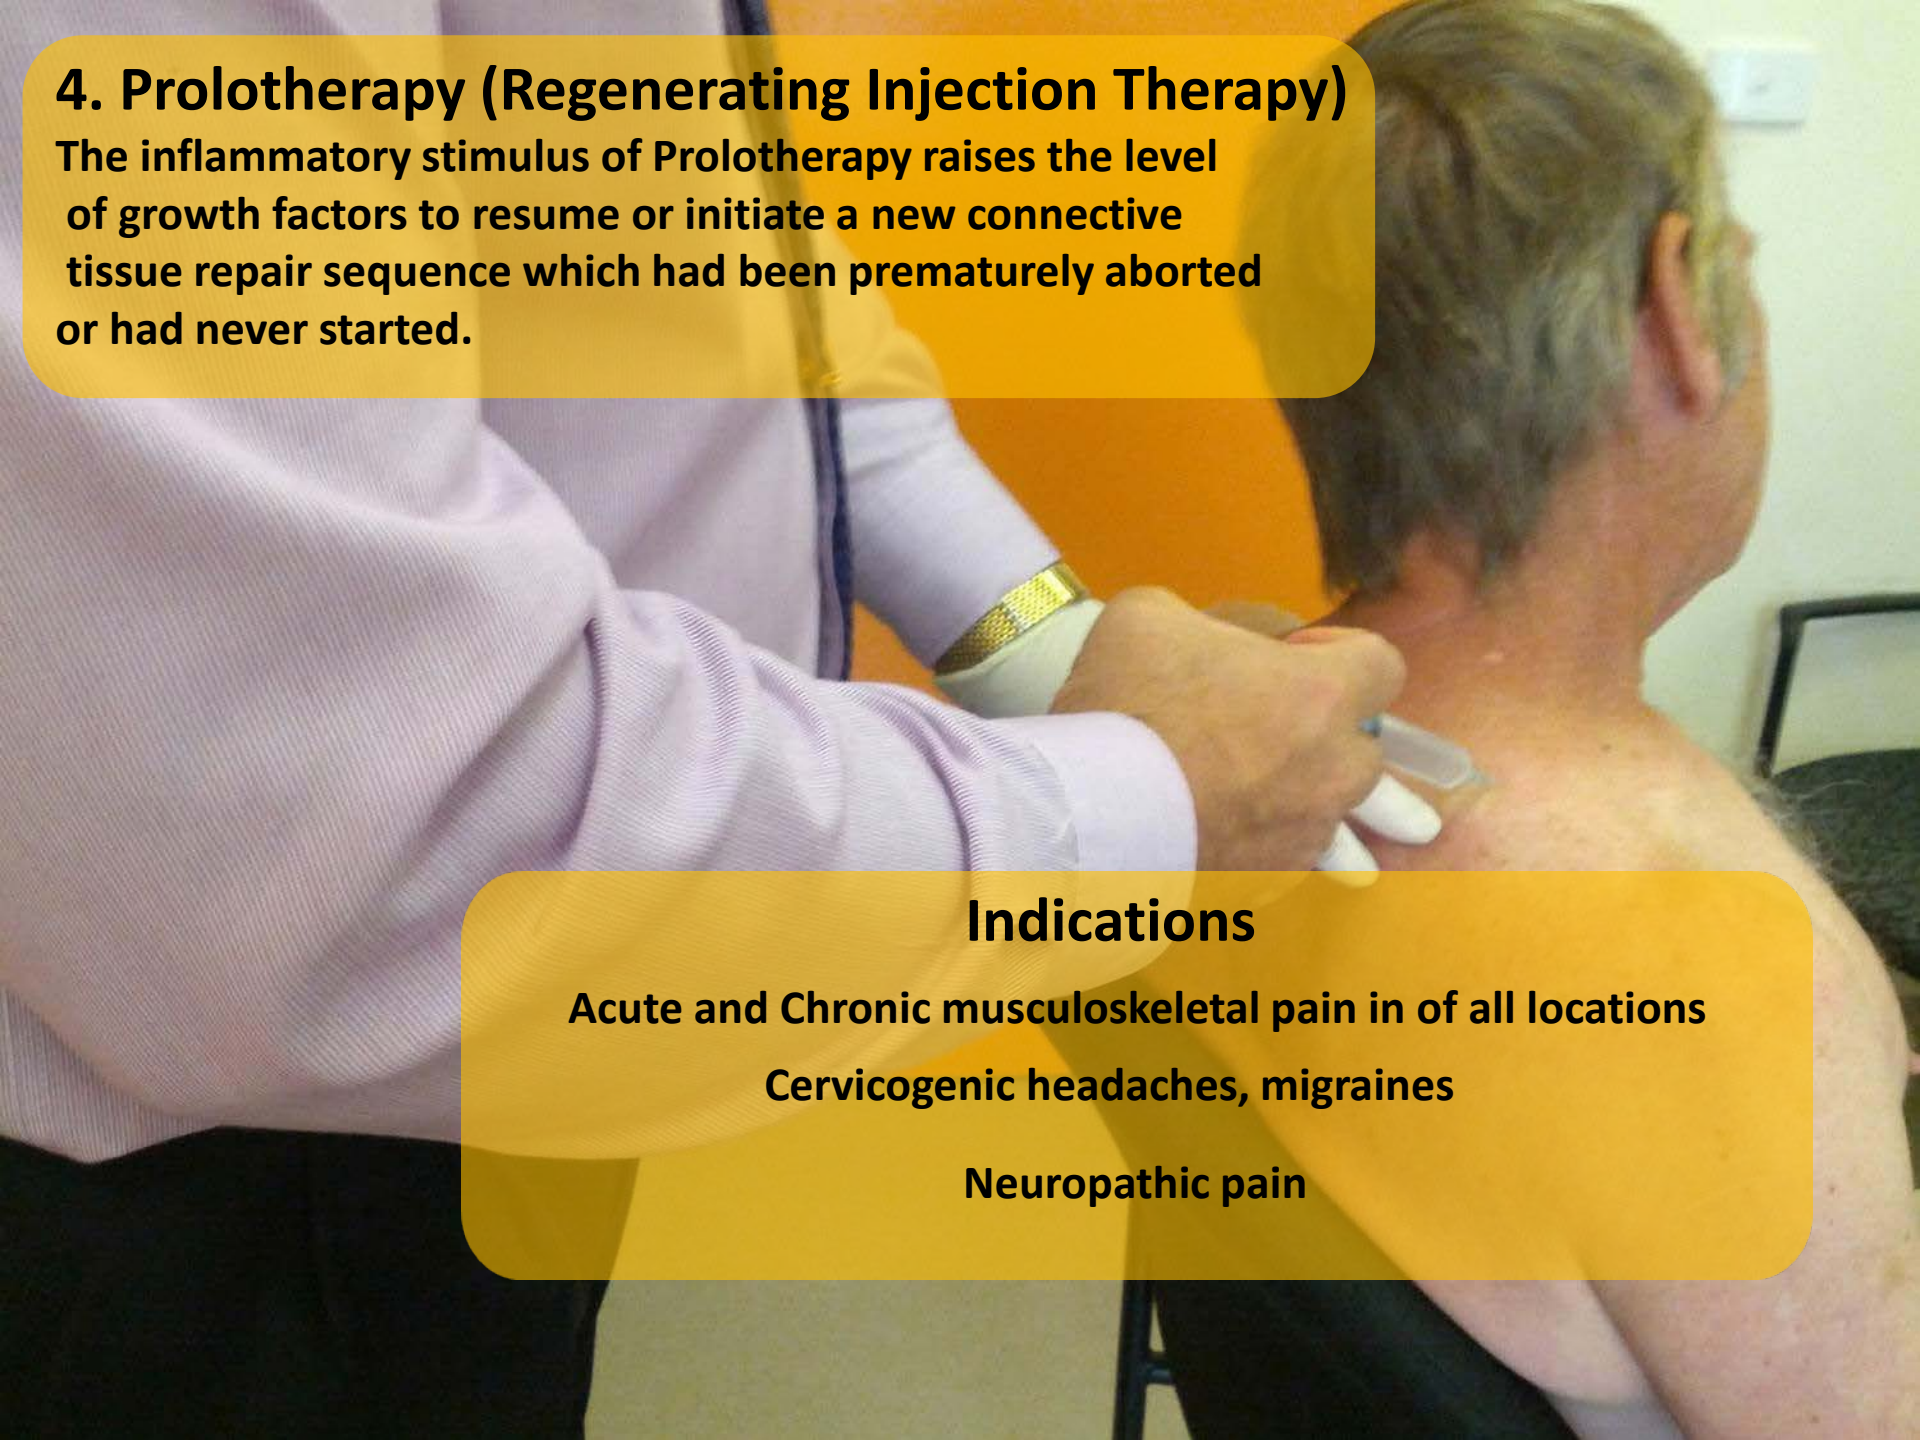 4. Prolotherapy (Regenerating Injection Therapy)
The inflammatory stimulus of Prolotherapy raises the level
of growth factors to resume or initiate a new connective
tissue repair sequence which had been prematurely aborted
or had never started.
Indications
Acute and Chronic musculoskeletal pain in of all locations
Cervicogenic headaches, migraines
Neuropathic pain